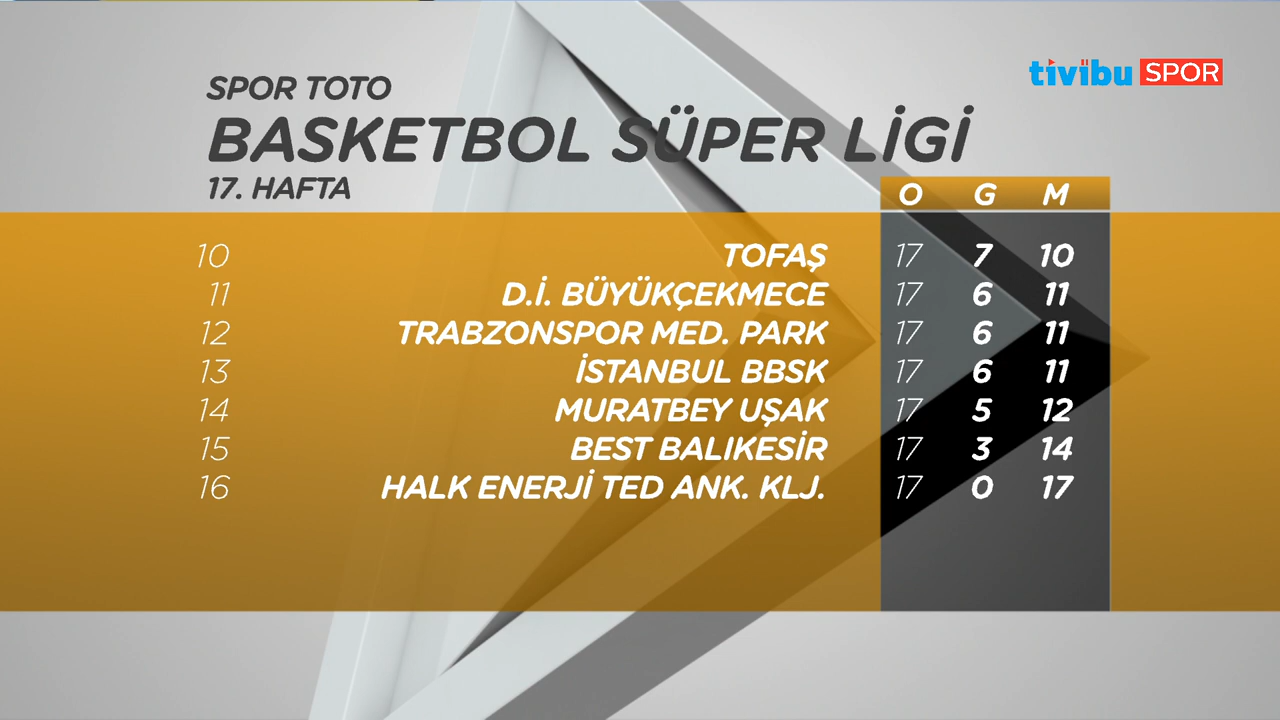 SPOR TOTO
tivibu SPOR
BASKETBOL SÜPER LİGİ
17. HAFTA
O G M
10 TOFAŞ 17 7 10
11 D.İ. BÜYÜKÇEKMECE 17 6 11
12 TRABZONSPOR MED. PARK 17 6 11
13 İSTANBUL BBSK 17 6 11
14 MURATBEY UŞAK 17 5 12
15 BEST BALIKESİR 17 3 14
16 HALK ENERJİ TED ANK. KLJ. 17 0 17